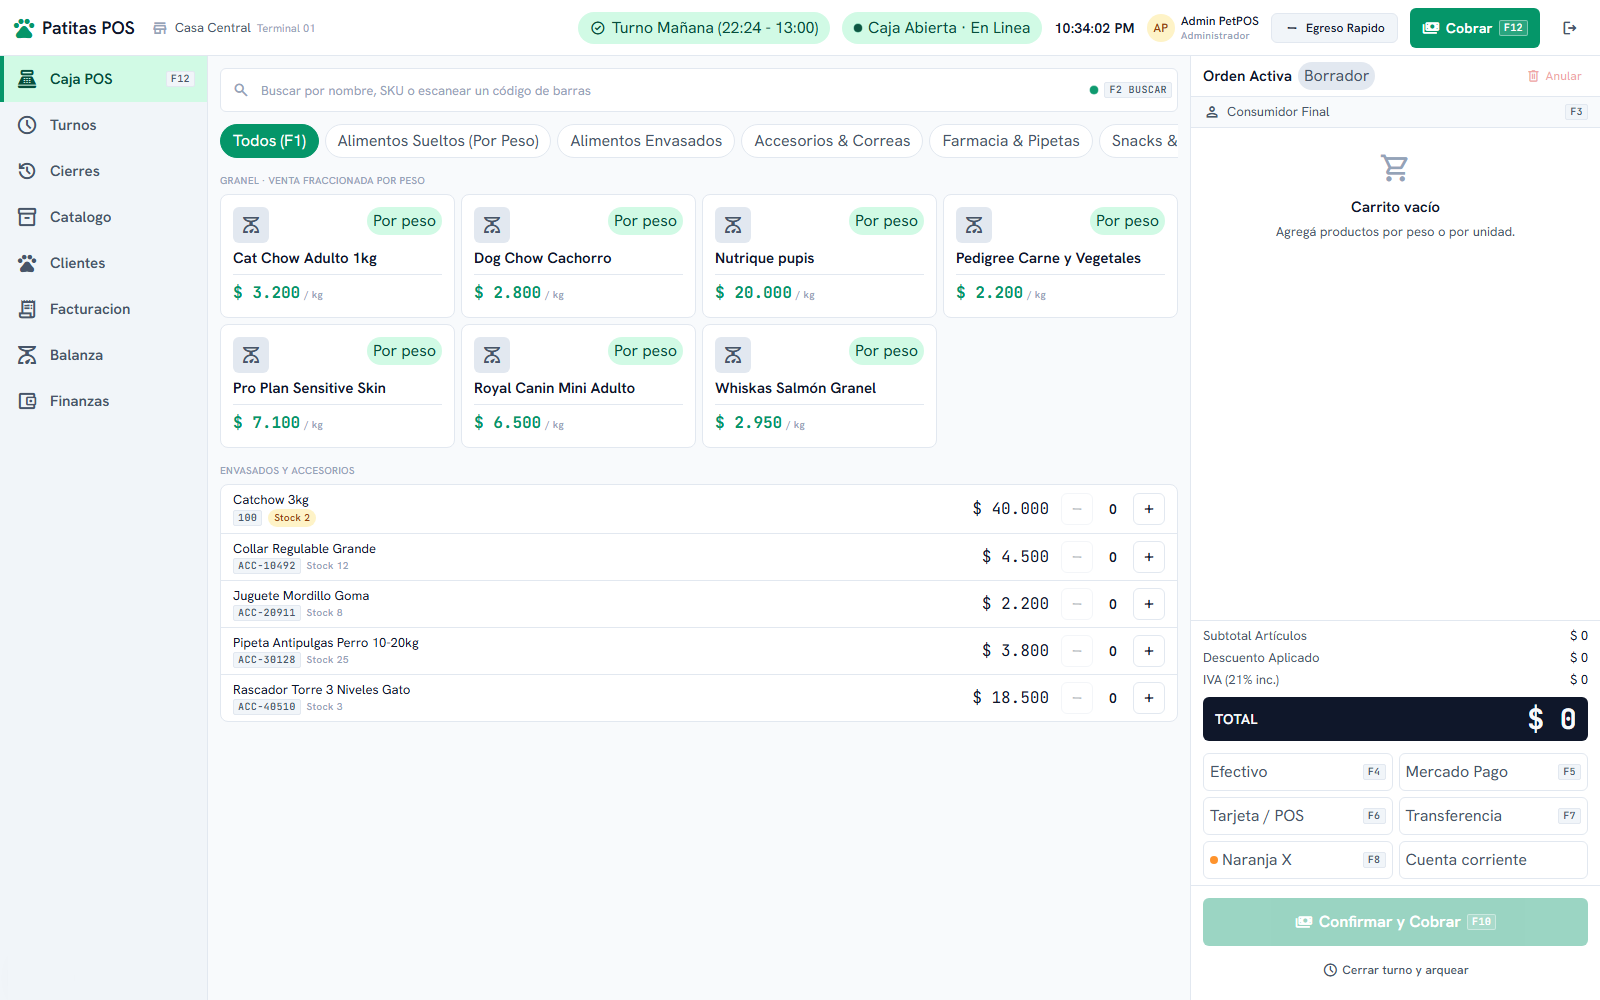 Patitas POS
Casa Central Terminal 01
Turno Mañana (22:24 - 13:00)
Caja Abierta · En Linea
10:34:02 PM
AP
Admin PetPOS
Administrador
Egreso Rapido
Cobrar F12
Caja POS F12
Turnos
Cierres
Catalogo
Clientes
Facturacion
Balanza
Finanzas
Buscar por nombre, SKU o escanear un código de barras
F2 BUSCAR
Todos (F1)
Alimentos Sueltos (Por Peso)
Alimentos Envasados
Accesorios & Correas
Farmacia & Pipetas
Snacks &
GRANEL · VENTA FRACCIONADA POR PESO
Por peso
Cat Chow Adulto 1kg
$ 3.200 / kg
Por peso
Dog Chow Cachorro
$ 2.800 / kg
Por peso
Nutrique pupis
$ 20.000 / kg
Por peso
Pedigree Carne y Vegetales
$ 2.200 / kg
Por peso
Pro Plan Sensitive Skin
$ 7.100 / kg
Por peso
Royal Canin Mini Adulto
$ 6.500 / kg
Por peso
Whiskas Salmón Granel
$ 2.950 / kg
ENVASADOS Y ACCESORIOS
Catchow 3kg
100 Stock 2
$ 40.000 − 0 +
Collar Regulable Grande
ACC-10492 Stock 12
$ 4.500 − 0 +
Juguete Mordillo Goma
ACC-20911 Stock 8
$ 2.200 − 0 +
Pipeta Antipulgas Perro 10-20kg
ACC-30128 Stock 25
$ 3.800 − 0 +
Rascador Torre 3 Niveles Gato
ACC-40510 Stock 3
$ 18.500 − 0 +
Orden Activa Borrador
Anular
Consumidor Final F3
Carrito vacío
Agregá productos por peso o por unidad.
Subtotal Artículos $ 0
Descuento Aplicado $ 0
IVA (21% inc.) $ 0
TOTAL $ 0
Efectivo F4
Mercado Pago F5
Tarjeta / POS F6
Transferencia F7
Naranja X F8
Cuenta corriente
Confirmar y Cobrar F10
Cerrar turno y arquear